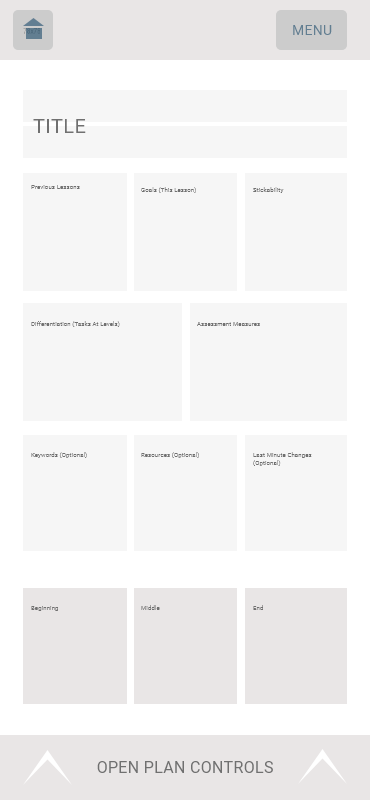 MENU
TITLE
Previous Lessons
Goals (This Lesson)
Stickability
Differentiation (Tasks At Levels)
Assessment Measures
Keywords (Optional)
Resources (Optional)
Last Minute Changes
(Optional)
Beginning
Middle
End
OPEN PLAN CONTROLS